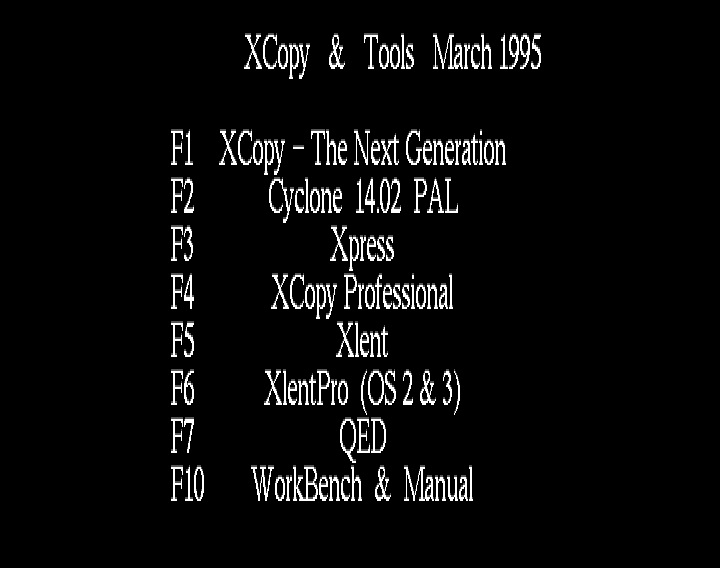 XCopy & Tools March 1995
F1 XCopy - The Next Generation
F2 Cyclone 14.02 PAL
F3 Xpress
F4 XCopy Professional
F5 Xlent
F6 XlentPro (OS 2 & 3)
F7 QED
F10 WorkBench & Manual